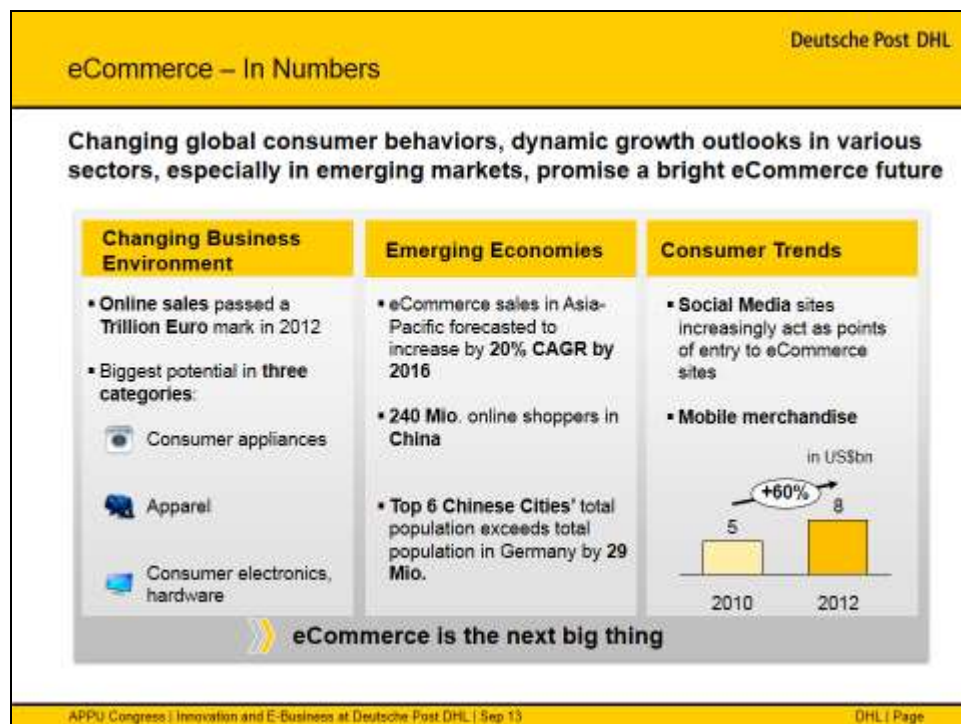 Deutsche Post DHL
eCommerce – In Numbers
Changing global consumer behaviors, dynamic growth outlooks in various
sectors, especially in emerging markets, promise a bright eCommerce future
Changing Business
Environment
▪ Online sales passed a
Trillion Euro mark in 2012
▪ Biggest potential in three
categories:
Consumer appliances
Apparel
Consumer electronics,
hardware
Emerging Economies
▪ eCommerce sales in Asia-
Pacific forecasted to
increase by 20% CAGR by
2016
▪ 240 Mio. online shoppers in
China
▪ Top 6 Chinese Cities' total
population exceeds total
population in Germany by 29
Mio.
Consumer Trends
▪ Social Media sites
increasingly act as points
of entry to eCommerce
sites
▪ Mobile merchandise
in US$bn
+60%
5
8
2010
2012
eCommerce is the next big thing
APPU Congress | Innovation and E-Business at Deutsche Post DHL | Sep 13
DHL | Page